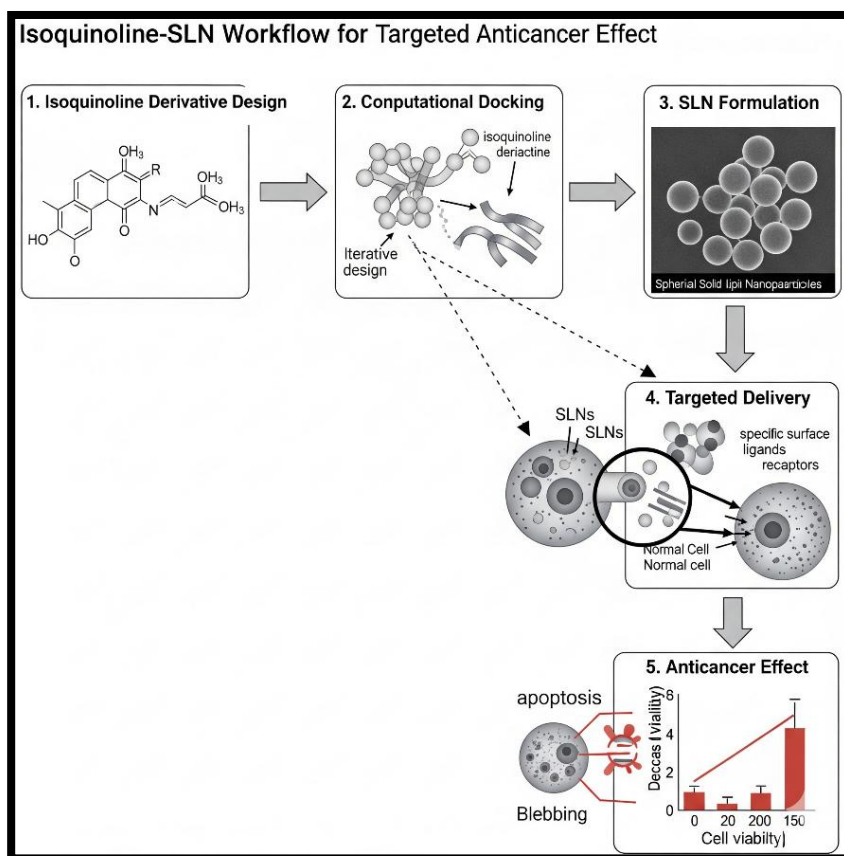 Isoquinoline-SLN Workflow for Targeted Anticancer Effect
1. Isoquinoline Derivative Design
OH₃
R
OH₃
N
OH₃
HO
O
O
2. Conputational Docking
isoquinoline
deriactine
Iterative
design
3. SLN Formulation
Spherial Solid
4. Targeted Delivery
SLNs
SLNs
specific surface
ligands
recaptors
Normal Cell
Normal cell
5. Anticancer Effect
apoptosis
Blebbing
Deccas
6
4
2
0
0 20 200 150
Cell viabilty